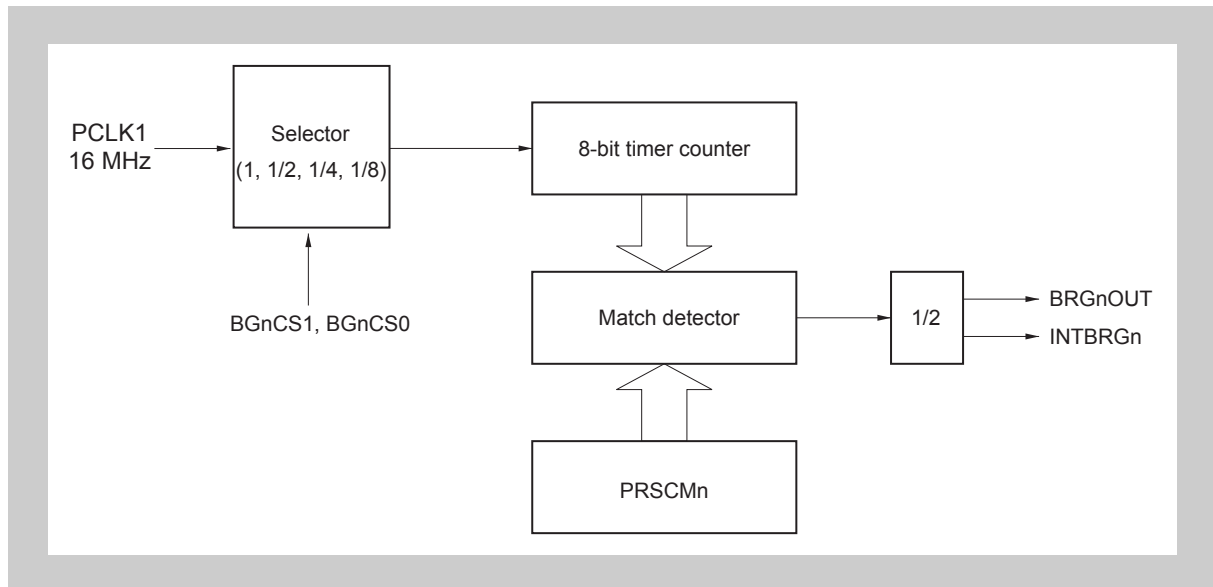 PCLK1
16 MHz
Selector
(1, 1/2, 1/4, 1/8)
BGnCS1, BGnCS0
8-bit timer counter
Match detector
PRSCMn
1/2
BRGnOUT
INTBRGn